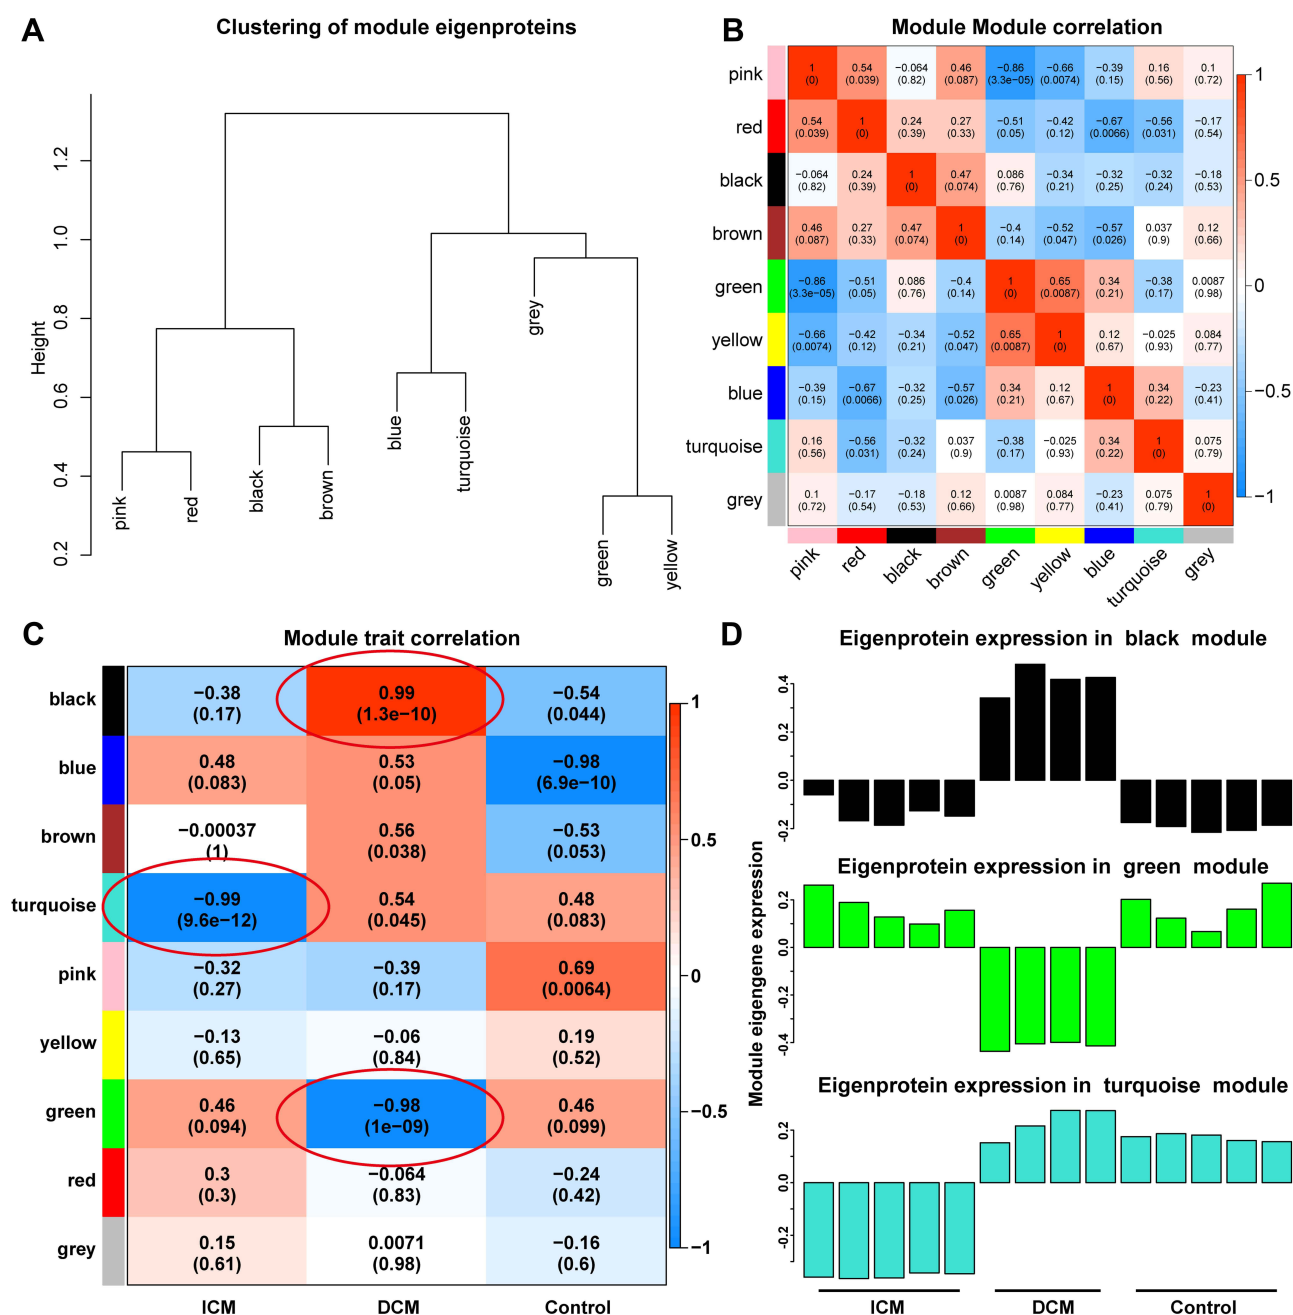 A
Clustering of module eigenproteins
Height
0.2
0.4
0.6
0.8
1.0
1.2
pink
red
black
brown
blue
turquoise
grey
green
yellow
B
Module Module correlation
pink
1 0.54 −0.064 0.46 −0.86 −0.66 −0.39 0.16 0.1
(0) (0.039) (0.82) (0.087) (3.3e−05) (0.0074) (0.15) (0.56) (0.72)
red
0.54 1 0.24 0.27 −0.51 −0.42 −0.67 −0.56 −0.17
(0.039) (0) (0.39) (0.33) (0.05) (0.12) (0.0066) (0.031) (0.54)
black
−0.064 0.24 1 0.47 0.086 −0.34 −0.32 −0.32 −0.18
(0.82) (0.39) (0) (0.074) (0.76) (0.21) (0.25) (0.24) (0.53)
brown
0.46 0.27 0.47 1 −0.4 −0.52 −0.57 0.037 0.12
(0.087) (0.33) (0.074) (0) (0.14) (0.047) (0.026) (0.9) (0.66)
green
−0.86 −0.51 0.086 −0.4 1 0.65 0.34 −0.38 0.0087
(3.3e−05) (0.05) (0.76) (0.14) (0) (0.0087) (0.21) (0.17) (0.98)
yellow
−0.66 −0.42 −0.34 −0.52 0.65 1 0.12 −0.025 0.084
(0.0074) (0.12) (0.21) (0.047) (0.0087) (0) (0.67) (0.93) (0.77)
blue
−0.39 −0.67 −0.32 −0.57 0.34 0.12 1 0.34 −0.23
(0.15) (0.0066) (0.25) (0.026) (0.21) (0.67) (0) (0.22) (0.41)
turquoise
0.16 −0.56 −0.32 0.037 −0.38 −0.025 0.34 1 0.075
(0.56) (0.031) (0.24) (0.9) (0.17) (0.93) (0.22) (0) (0.79)
grey
0.1 −0.17 −0.18 0.12 0.0087 0.084 −0.23 0.075 1
(0.72) (0.54) (0.53) (0.66) (0.98) (0.77) (0.41) (0.79) (0)
pink red black brown green yellow blue turquoise grey
1
0.5
0
−0.5
−1
C
Module trait correlation
black
−0.38 0.99 −0.54
(0.17) (1.3e−10) (0.044)
blue
0.48 0.53 −0.98
(0.083) (0.05) (6.9e−10)
brown
−0.00037 0.56 −0.53
(1) (0.038) (0.053)
turquoise
−0.99 0.54 0.48
(9.6e−12) (0.045) (0.083)
pink
−0.32 −0.39 0.69
(0.27) (0.17) (0.0064)
yellow
−0.13 −0.06 0.19
(0.65) (0.84) (0.52)
green
0.46 −0.98 0.46
(0.094) (1e−09) (0.099)
red
0.3 −0.064 −0.24
(0.3) (0.83) (0.42)
grey
0.15 0.0071 −0.16
(0.61) (0.98) (0.6)
ICM DCM Control
1
0.5
0
−0.5
−1
D
Module eigengene expression
Eigenprotein expression in black module
0.4
0.0
-0.2
Eigenprotein expression in green module
0.2
0.0
-0.2
-0.4
Eigenprotein expression in turquoise module
0.2
0.0
-0.2
ICM DCM Control